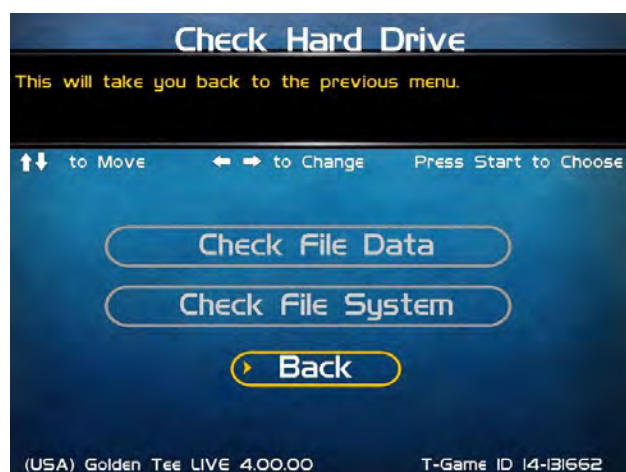 Check Hard Drive
This will take you back to the previous menu.
↑↓ to Move ← → to Change Press Start to Choose
Check File Data
Check File System
Back
(USA) Golden Tee LIVE 4.00.00 T-Game ID 14-131662